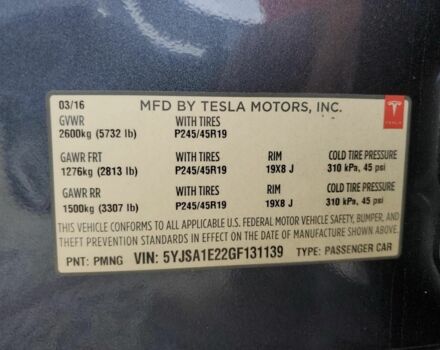 03/16 MFD BY TESLA MOTORS, INC.
TESLA
GVWR WITH TIRES
2600kg (5732 lb) P245/45R19
GAWR FRT WITH TIRES RIM COLD TIRE PRESSURE
1276kg (2813 lb) P245/45R19 19X8 J 310 kPa, 45 psi
GAWR RR WITH TIRES RIM COLD TIRE PRESSURE
1500kg (3307 lb) P245/45R19 19X8 J 310 kPa, 45 psi
THIS VEHICLE CONFORMS TO ALL APPLICABLE U.S. FEDERAL MOTOR VEHICLE SAFETY, BUMPER, AND
THEFT PREVENTION STANDARDS IN EFFECT ON THE DATE OF MANUFACTURE SHOWN ABOVE.
PNT: PMNG VIN: 5YJSA1E22GF131139 TYPE: PASSENGER CAR